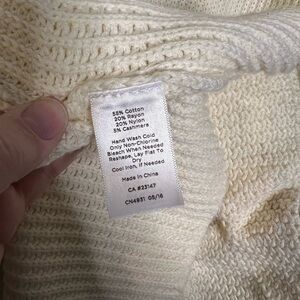 55% Cotton
20% Rayon
20% Nylon
5% Cashmere
Hand Wash Cold
Only Non-Chlorine
Bleach When Needed
Reshape, Lay Flat To
Dry
Cool Iron, if Needed
Made in China
CA #23147
CN4931 05/16